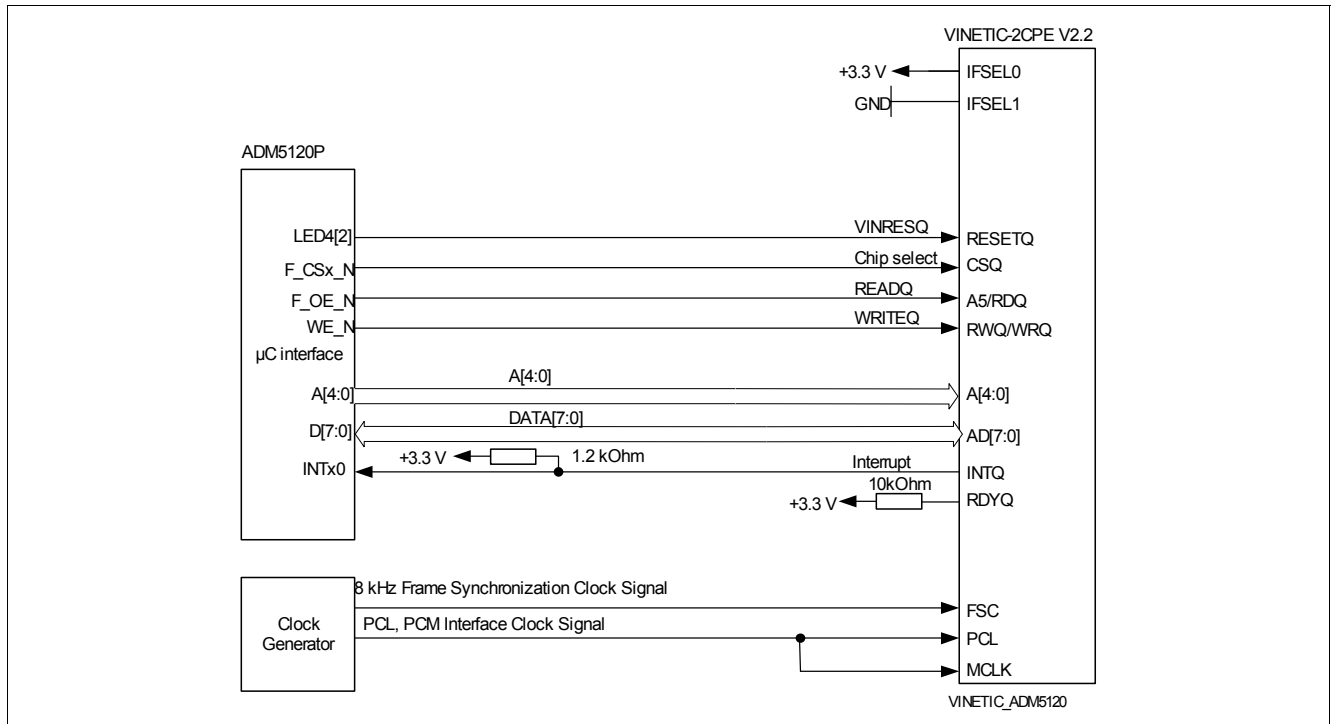 VINETIC-2CPE V2.2
+3.3 V
IFSEL0
GND
IFSEL1
ADM5120P
LED4[2]
VINRESQ
RESETQ
F_CSx_N
Chip select
CSQ
F_OE_N
READQ
A5/RDQ
WE_N
WRITEQ
RWQ/WRQ
µC interface
A[4:0]
A[4:0]
A[4:0]
D[7:0]
DATA[7:0]
AD[7:0]
+3.3 V
1.2 kOhm
INTx0
Interrupt
INTQ
10kOhm
+3.3 V
RDYQ
8 kHz Frame Synchronization Clock Signal
FSC
Clock
Generator
PCL, PCM Interface Clock Signal
PCL
MCLK
VINETIC_ADM5120